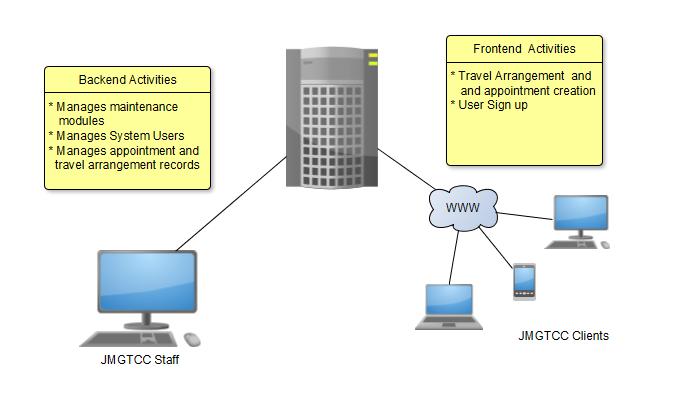 Backend Activities
* Manages maintenance
modules
* Manages System Users
* Manages appointment and
travel arrangement records
Frontend Activities
* Travel Arrangement and
and appointment creation
* User Sign up
WWW
JMGTCC Staff
JMGTCC Clients